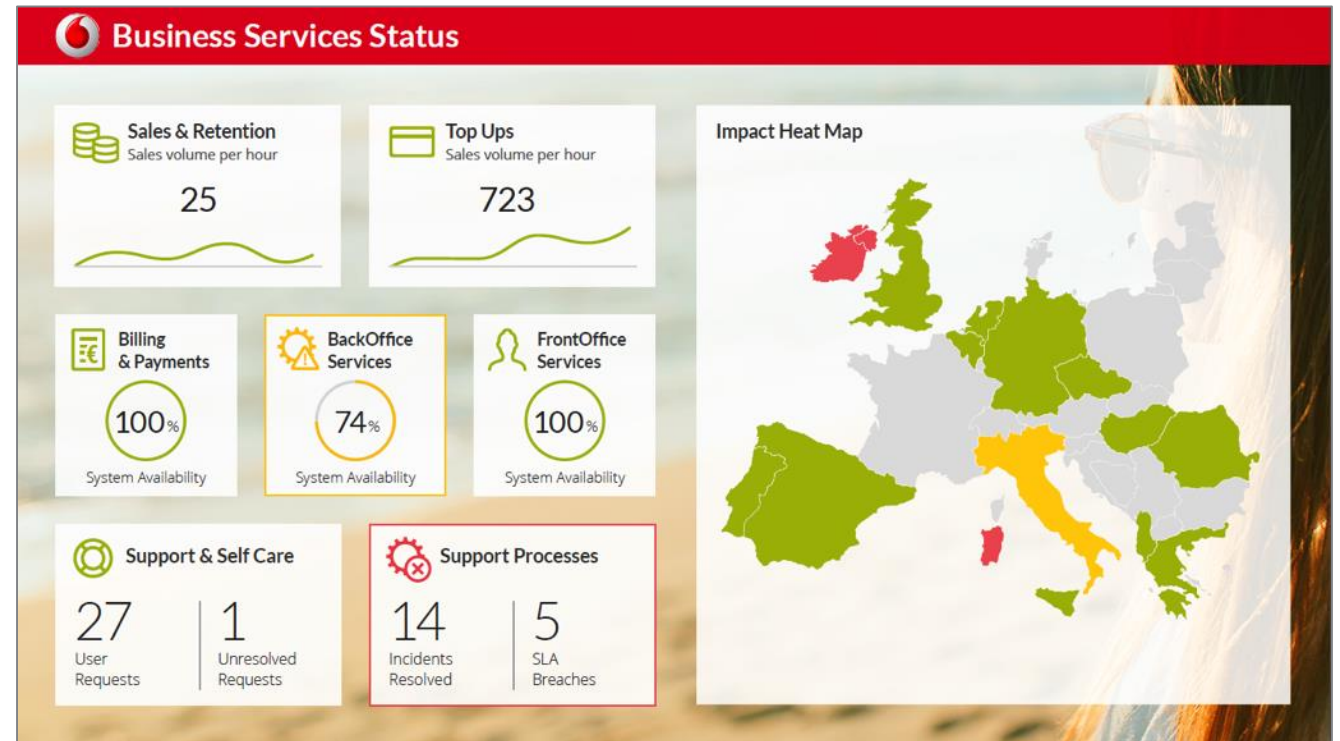 Business Services Status
Sales & Retention
Sales volume per hour
25
Top Ups
Sales volume per hour
723
Impact Heat Map
Billing
& Payments
100%
System Availability
BackOffice
Services
74%
System Availability
FrontOffice
Services
100%
System Availability
Support & Self Care
27
User
Requests
1
Unresolved
Requests
Support Processes
14
Incidents
Resolved
5
SLA
Breaches